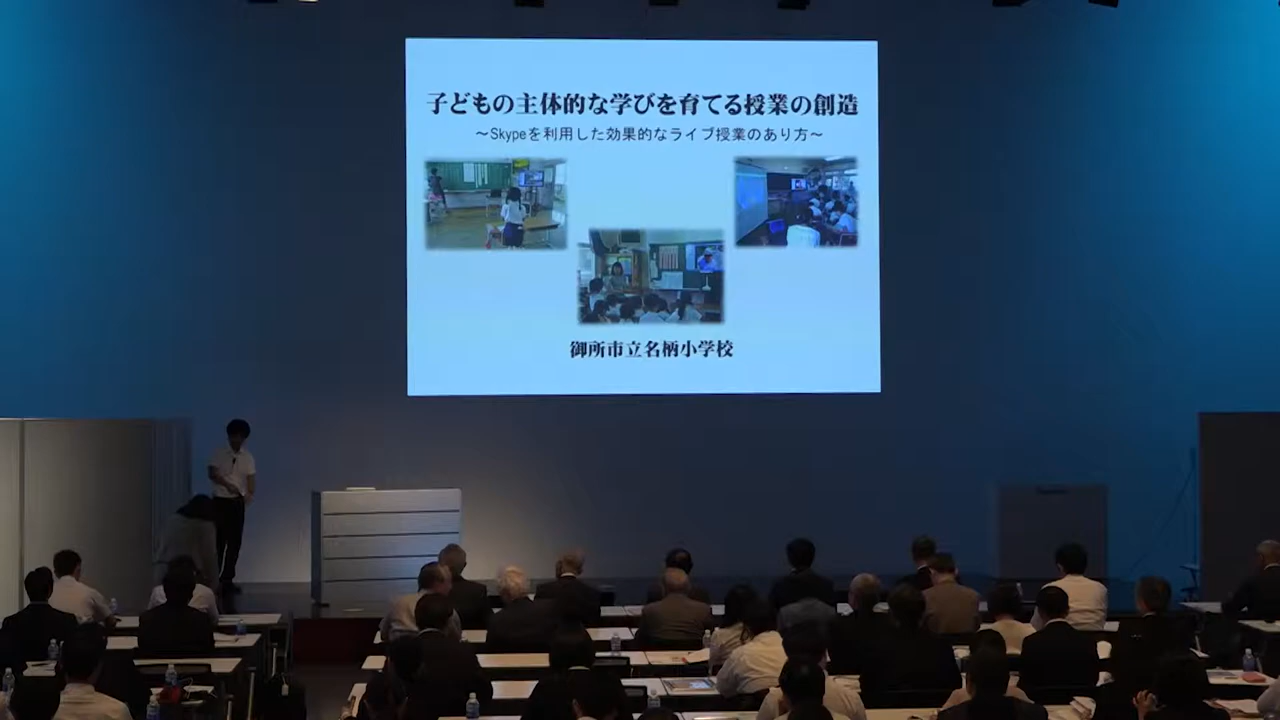 子どもの主体的な学びを育てる授業の創造
～Skypeを利用した効果的なライブ授業のあり方～
御所市立名柄小学校